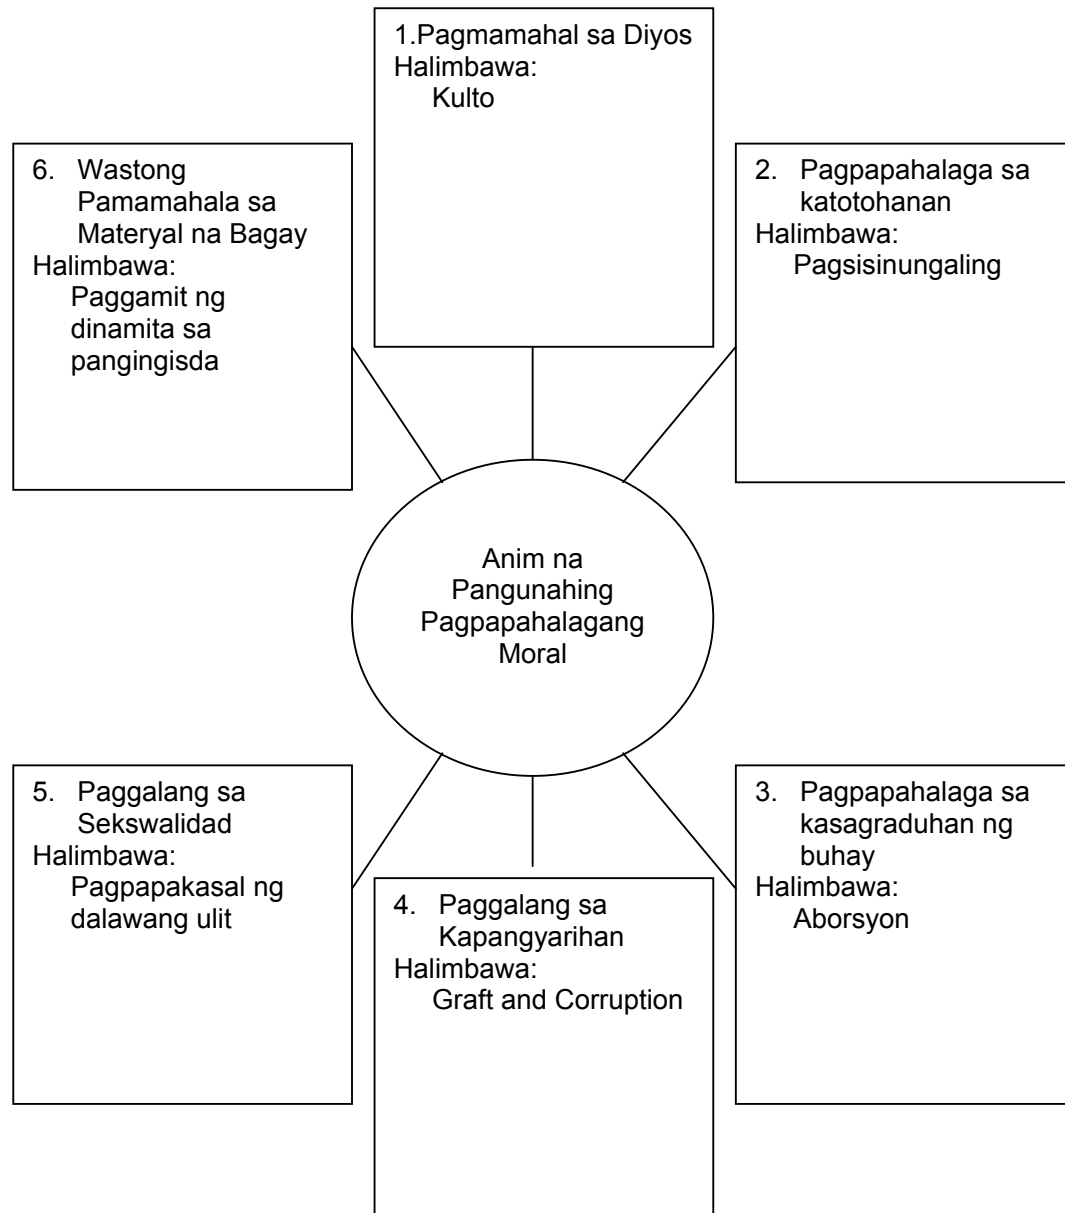 1.Pagmamahal sa Diyos
Halimbawa:
Kulto
6. Wastong
Pamamahala sa
Materyal na Bagay
Halimbawa:
Paggamit ng
dinamita sa
pangingisda
2. Pagpapahalaga sa
katotohanan
Halimbawa:
Pagsisinungaling
Anim na
Pangunahing
Pagpapahalagang
Moral
5. Paggalang sa
Sekswalidad
Halimbawa:
Pagpapakasal ng
dalawang ulit
4. Paggalang sa
Kapangyarihan
Halimbawa:
Graft and Corruption
3. Pagpapahalaga sa
kasagraduhan ng
buhay
Halimbawa:
Aborsyon